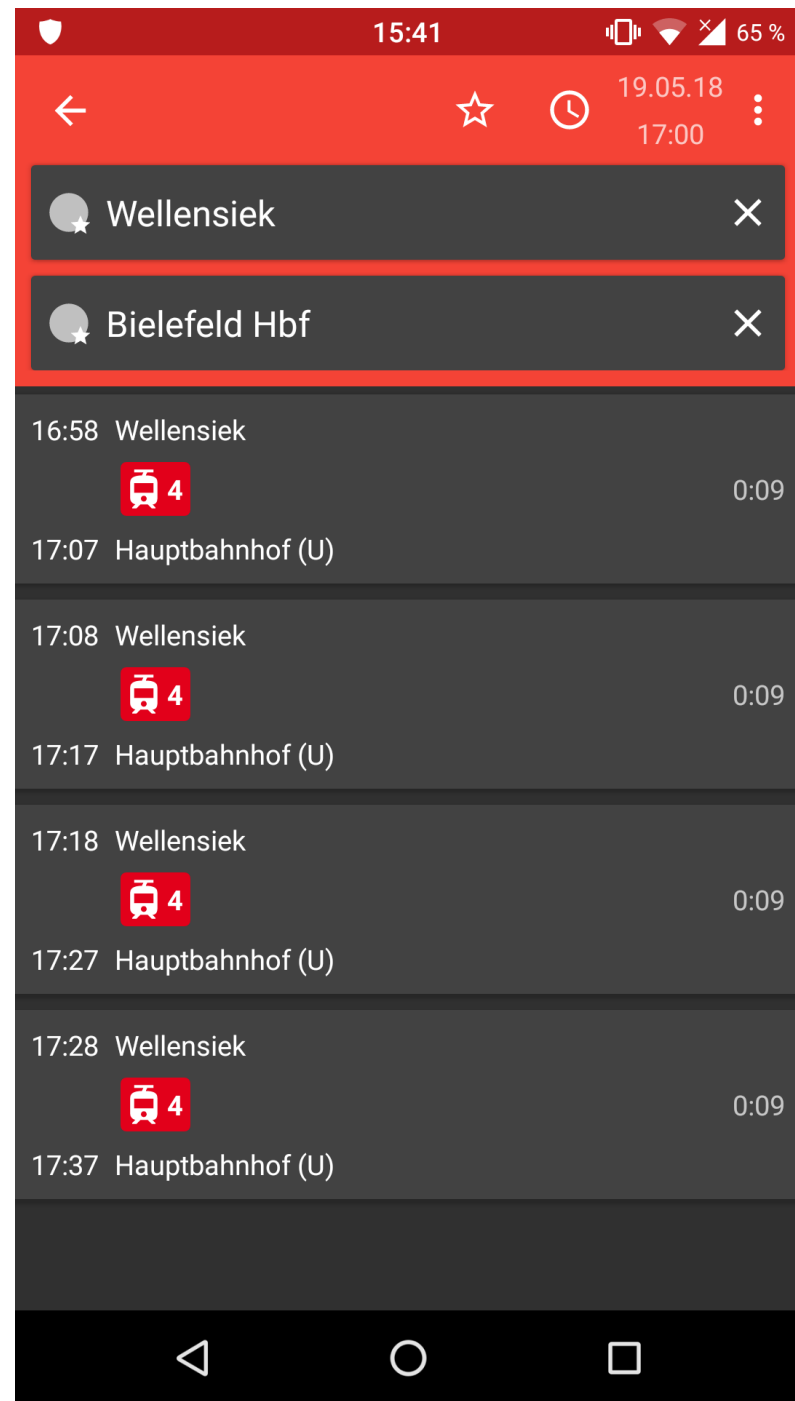 15:41 65 %
19.05.18
17:00
Wellensiek
Bielefeld Hbf
16:58 Wellensiek
4 0:09
17:07 Hauptbahnhof (U)
17:08 Wellensiek
4 0:09
17:17 Hauptbahnhof (U)
17:18 Wellensiek
4 0:09
17:27 Hauptbahnhof (U)
17:28 Wellensiek
4 0:09
17:37 Hauptbahnhof (U)